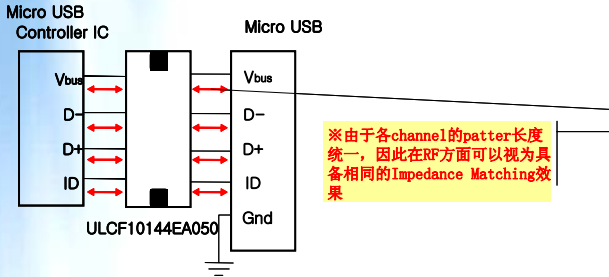 Micro USB
Controller IC
Micro USB
Vbus
D-
D+
ID
Vbus
D-
D+
ID
Gnd
ULCF10144EA050
※由于各channel的patter长度
统一，因此在RF方面可以视为具
备相同的Impedance Matching效
果